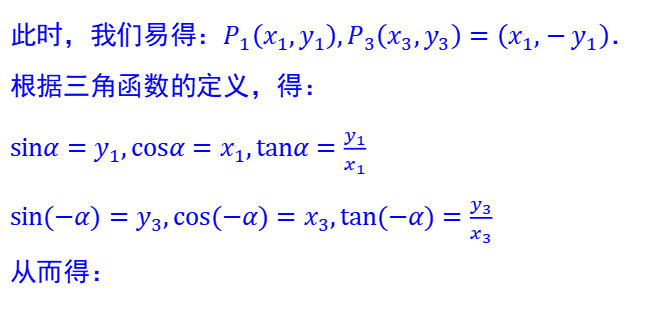 此时，我们易得：P₁(x₁,y₁),P₃(x₃,y₃)=(x₁,−y₁).
根据三角函数的定义，得：
sinα=y₁,cosα=x₁,tanα=y₁/x₁
sin(−α)=y₃,cos(−α)=x₃,tan(−α)=y₃/x₃
从而得：